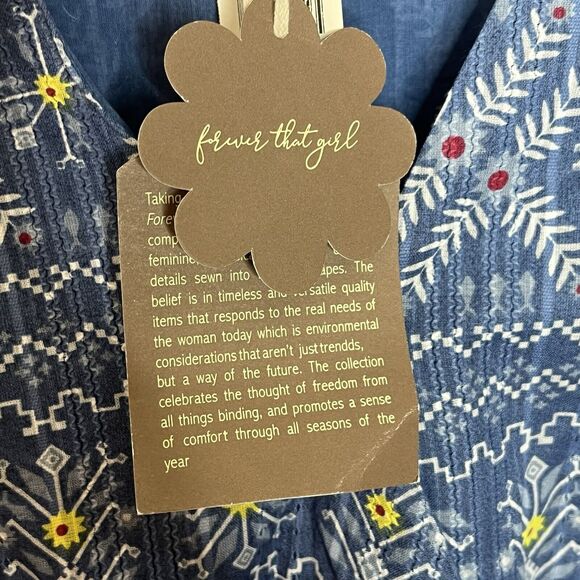 forever that girl
Taking
Forev
comp
feminine,
details sewn into apes. The
belief is in timeless and versatile quality
items that responds to the real needs of
the woman today which is environmental
considerations that aren't just trendds,
but a way of the future. The collection
celebrates the thought of freedom from
all things binding, and promotes a sense
of comfort through all seasons of the
year